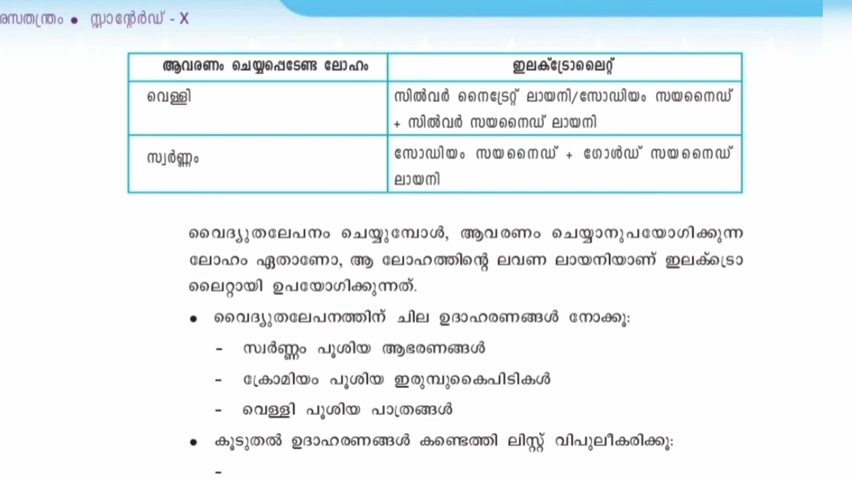 രസതന്ത്രം ● സ്റ്റാന്റേർഡ് - X
ആവരണം ചെയ്യപ്പെടേണ്ട ലോഹം ഇലക്ട്രോലൈറ്റ്
വെള്ളി സിൽവർ നൈട്രേറ്റ് ലായനി/സോഡിയം സയനൈഡ്
+ സിൽവർ സയനൈഡ് ലായനി
സ്വർണ്ണം സോഡിയം സയനൈഡ് + ഗോൾഡ് സയനൈഡ്
ലായനി
വൈദ്യുതലേപനം ചെയ്യുമ്പോൾ, ആവരണം ചെയ്യാനുപയോഗിക്കുന്ന
ലോഹം ഏതാണോ, ആ ലോഹത്തിന്റെ ലവണ ലായനിയാണ് ഇലക്ട്രോ
ലൈറ്റായി ഉപയോഗിക്കുന്നത്.
● വൈദ്യുതലേപനത്തിന് ചില ഉദാഹരണങ്ങൾ നോക്കൂ:
- സ്വർണ്ണം പൂശിയ ആഭരണങ്ങൾ
- ക്രോമിയം പൂശിയ ഇരുമ്പുകൈപിടികൾ
- വെള്ളി പൂശിയ പാത്രങ്ങൾ
● കൂടുതൽ ഉദാഹരണങ്ങൾ കണ്ടെത്തി ലിസ്റ്റ് വിപുലീകരിക്കൂ:
-